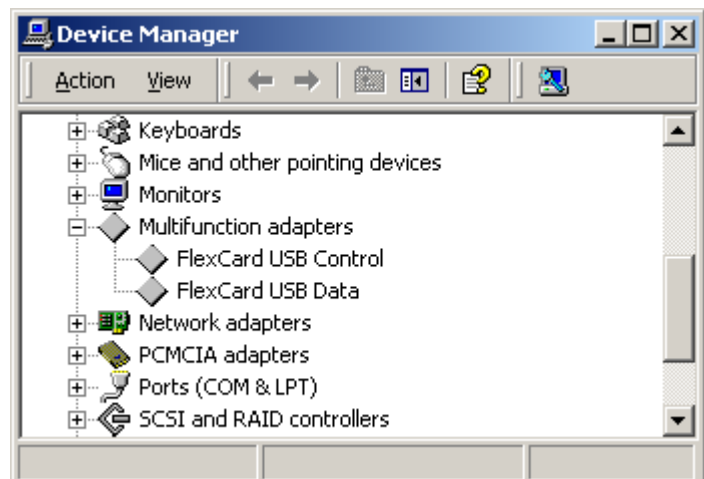 Device Manager
Action View
Keyboards
Mice and other pointing devices
Monitors
Multifunction adapters
FlexCard USB Control
FlexCard USB Data
Network adapters
PCMCIA adapters
Ports (COM & LPT)
SCSI and RAID controllers